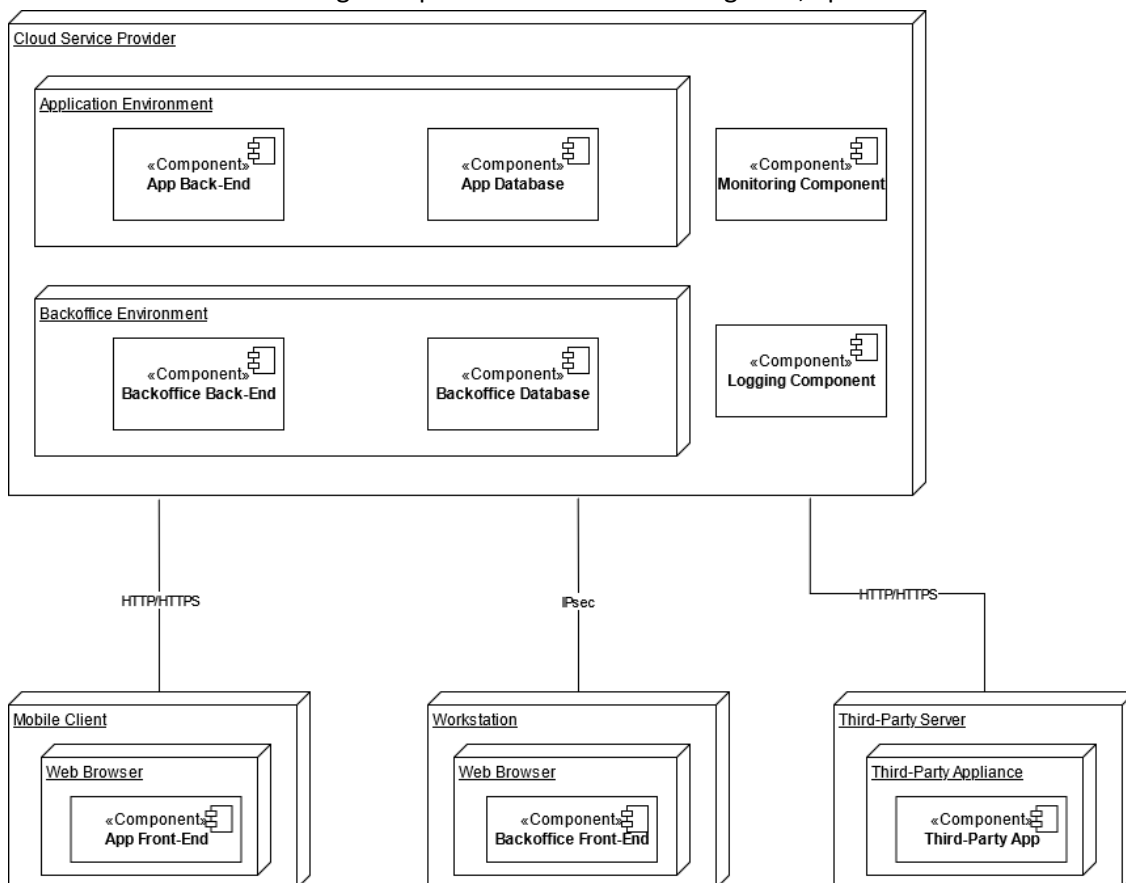 Cloud Service Provider
Application Environment
«Component»
App Back-End
«Component»
App Database
«Component»
Monitoring Component
Backoffice Environment
«Component»
Backoffice Back-End
«Component»
Backoffice Database
«Component»
Logging Component
HTTP/HTTPS
IPsec
HTTP/HTTPS
Mobile Client
Web Browser
«Component»
App Front-End
Workstation
Web Browser
«Component»
Backoffice Front-End
Third-Party Server
Third-Party Appliance
«Component»
Third-Party App